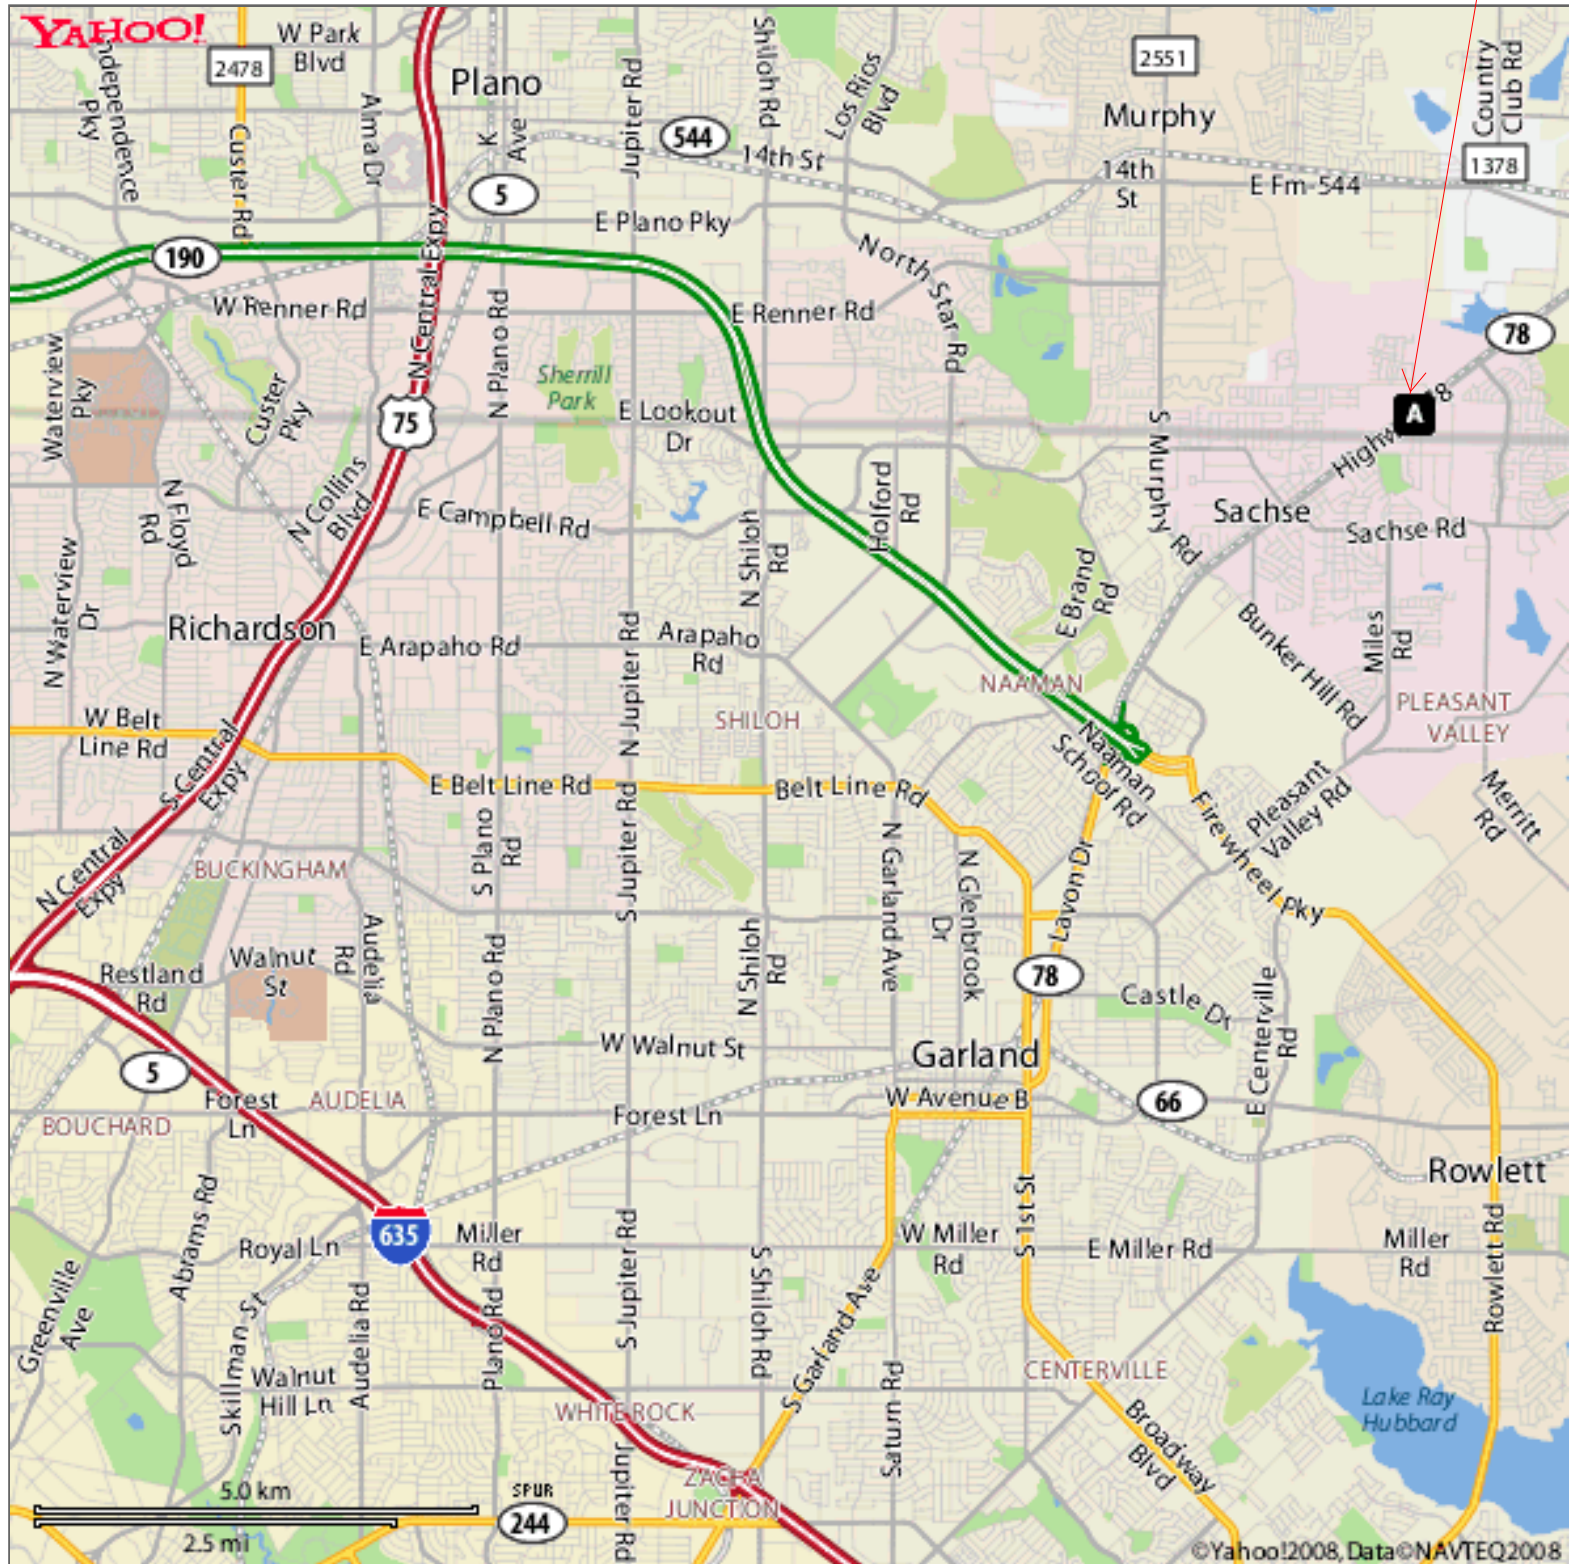 YAHOO!
W Park
Blvd
2478
Independence
Pky
Custer Rd
Alma Dr
Plano
K
Ave
5
Jupiter Rd
544
Shiloh Rd
14th St
Los Rios
Blvd
2551
Murphy
14th
St
E Fm-544
Country
Club Rd
1378
E Plano Pky
190
N Central Expy
W Renner Rd
E Renner Rd
North Star Rd
78
Waterview
Pky
Custer
Pky
N Plano Rd
Sherrill
Park
E Lookout
Dr
75
A
Highw
78
S Murphy Rd
N Floyd
Rd
N Collins
Blvd
E Campbell Rd
Holford
Rd
Sachse
Sachse Rd
N Waterview
Dr
N Shiloh
Rd
E Brand
Rd
Richardson
E Arapaho Rd
N Jupiter Rd
Arapaho
Rd
NAAMAN
Bunker Hill Rd
Miles
Rd
PLEASANT
VALLEY
W Belt
Line Rd
S Central
Expy
SHILOH
Naaman
School Rd
E Belt Line Rd
Belt Line Rd
Firewheel Pky
Pleasant
Valley Rd
Merritt
Rd
N Central
Expy
BUCKINGHAM
S Plano
Rd
S Jupiter Rd
N Garland Ave
N Glenbrook
Dr
Lavon Dr
Restland
Rd
Walnut
St
Audelia
Rd
N Plano Rd
N Shiloh
Rd
78
Castle Dr
E Centerville
Rd
5
W Walnut St
Garland
Forest
Ln
AUDELIA
BOUCHARD
Forest Ln
W Avenue B
66
Rowlett
Abrams Rd
Royal Ln
635
Miller
Rd
S Jupiter Rd
S Shiloh Rd
W Miller
Rd
S 1st St
E Miller Rd
Miller
Rd
Rowlett Rd
Greenville
Ave
Skillman St
Audelia Rd
Plano Rd
S Garland Ave
Walnut
Hill Ln
Saturn Rd
CENTERVILLE
WHITE ROCK
Lake Ray
Hubbard
Broadway
Blvd
ZACHA
JUNCTION
Jupiter Rd
5.0 km
2.5 mi
SPUR
244
©Yahoo!2008, Data©NAVTEQ2008